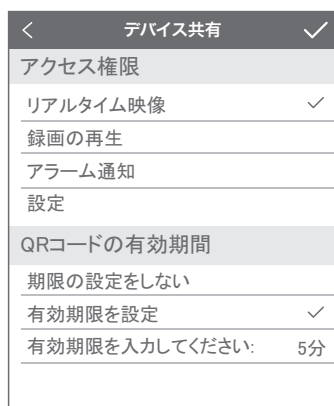 デバイス共有
アクセス権限
リアルタイム映像
録画の再生
アラーム通知
設定
QRコードの有効期間
期限の設定をしない
有効期限を設定
有効期限を入力してください: 5分